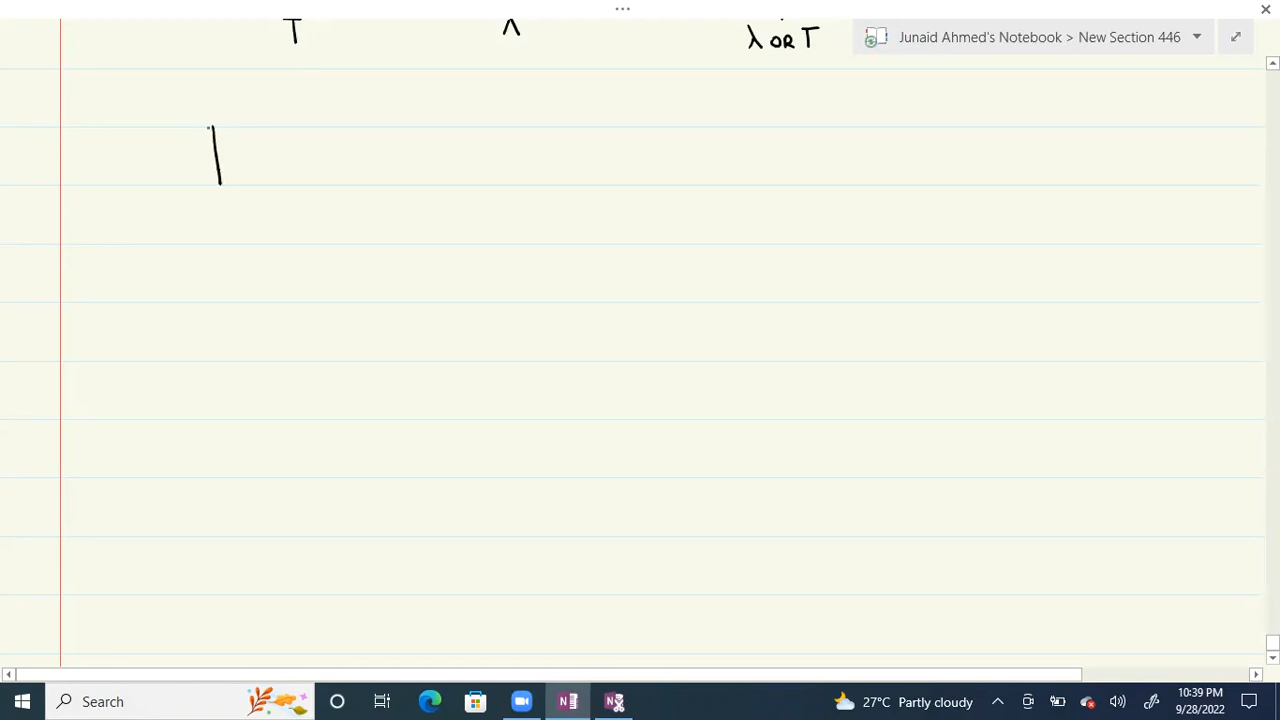 T λ λ OR T
Junaid Ahmed's Notebook > New Section 446
Search
27°C Partly cloudy
10:39 PM
9/28/2022